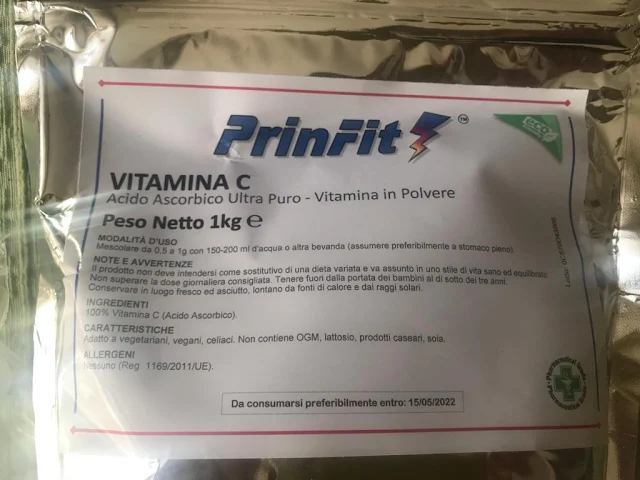 PrinFit™
ECO
VITAMINA C
Acido Ascorbico Ultra Puro - Vitamina in Polvere
Peso Netto 1kg ℮
MODALITÀ D'USO
Mescolare da 0,5 a 1g con 150-200 ml d'acqua o altra bevanda (assumere preferibilmente a stomaco pieno).
NOTE E AVVERTENZE
Il prodotto non deve intendersi come sostitutivo di una dieta variata e va assunto in uno stile di vita sano ed equilibrato
Non superare la dose giornaliera consigliata. Tenere fuori dalla portata dei bambini al di sotto dei tre anni.
Conservare in luogo fresco ed asciutto, lontano da fonti di calore e dai raggi solari.
INGREDIENTI
100% Vitamina C (Acido Ascorbico).
CARATTERISTICHE
Adatto a vegetariani, vegani, celiaci. Non contiene OGM, lattosio, prodotti caseari, soia.
ALLERGENI
Nessuno (Reg. 1169/2011/UE).
Da consumarsi preferibilmente entro: 15/05/2022